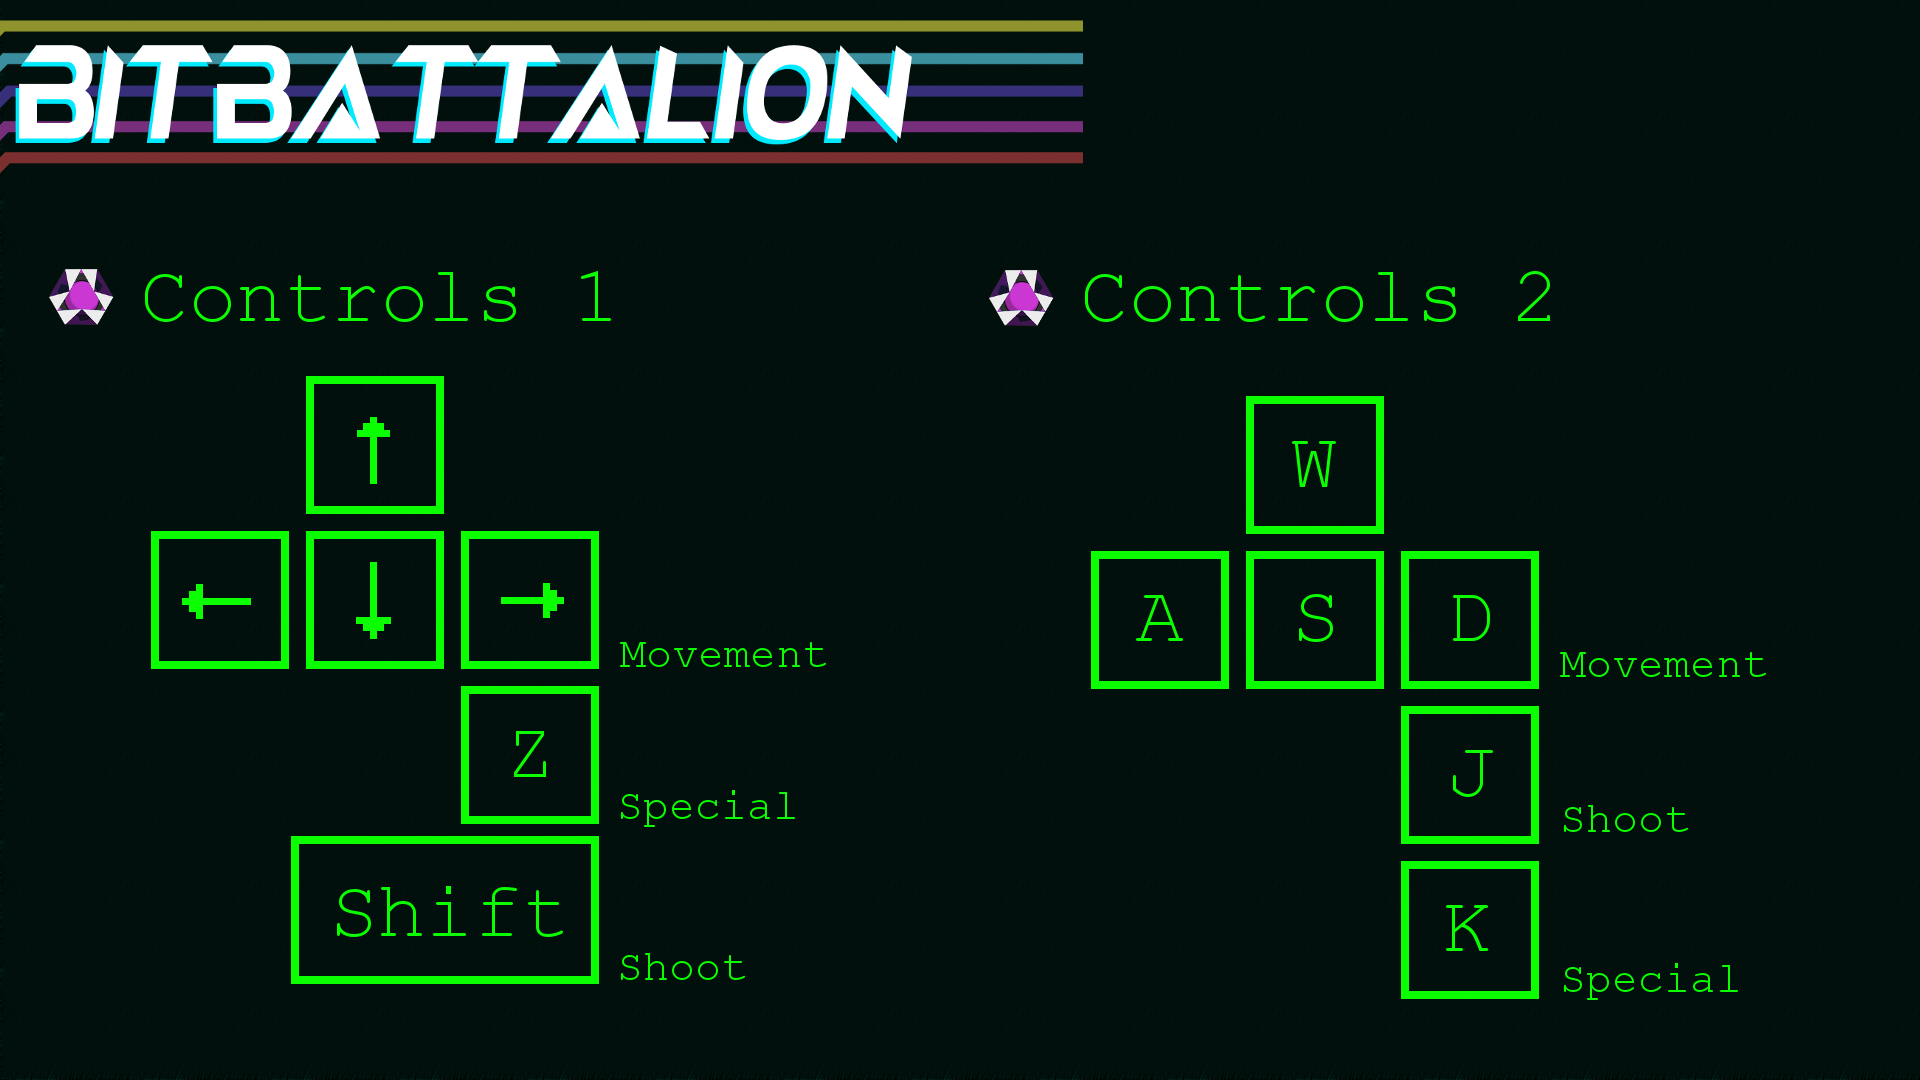 BITBATTALION
Controls 1
↑
← ↓ →
Movement
Z
Special
Shift
Shoot
Controls 2
W
A S D
Movement
J
Shoot
K
Special